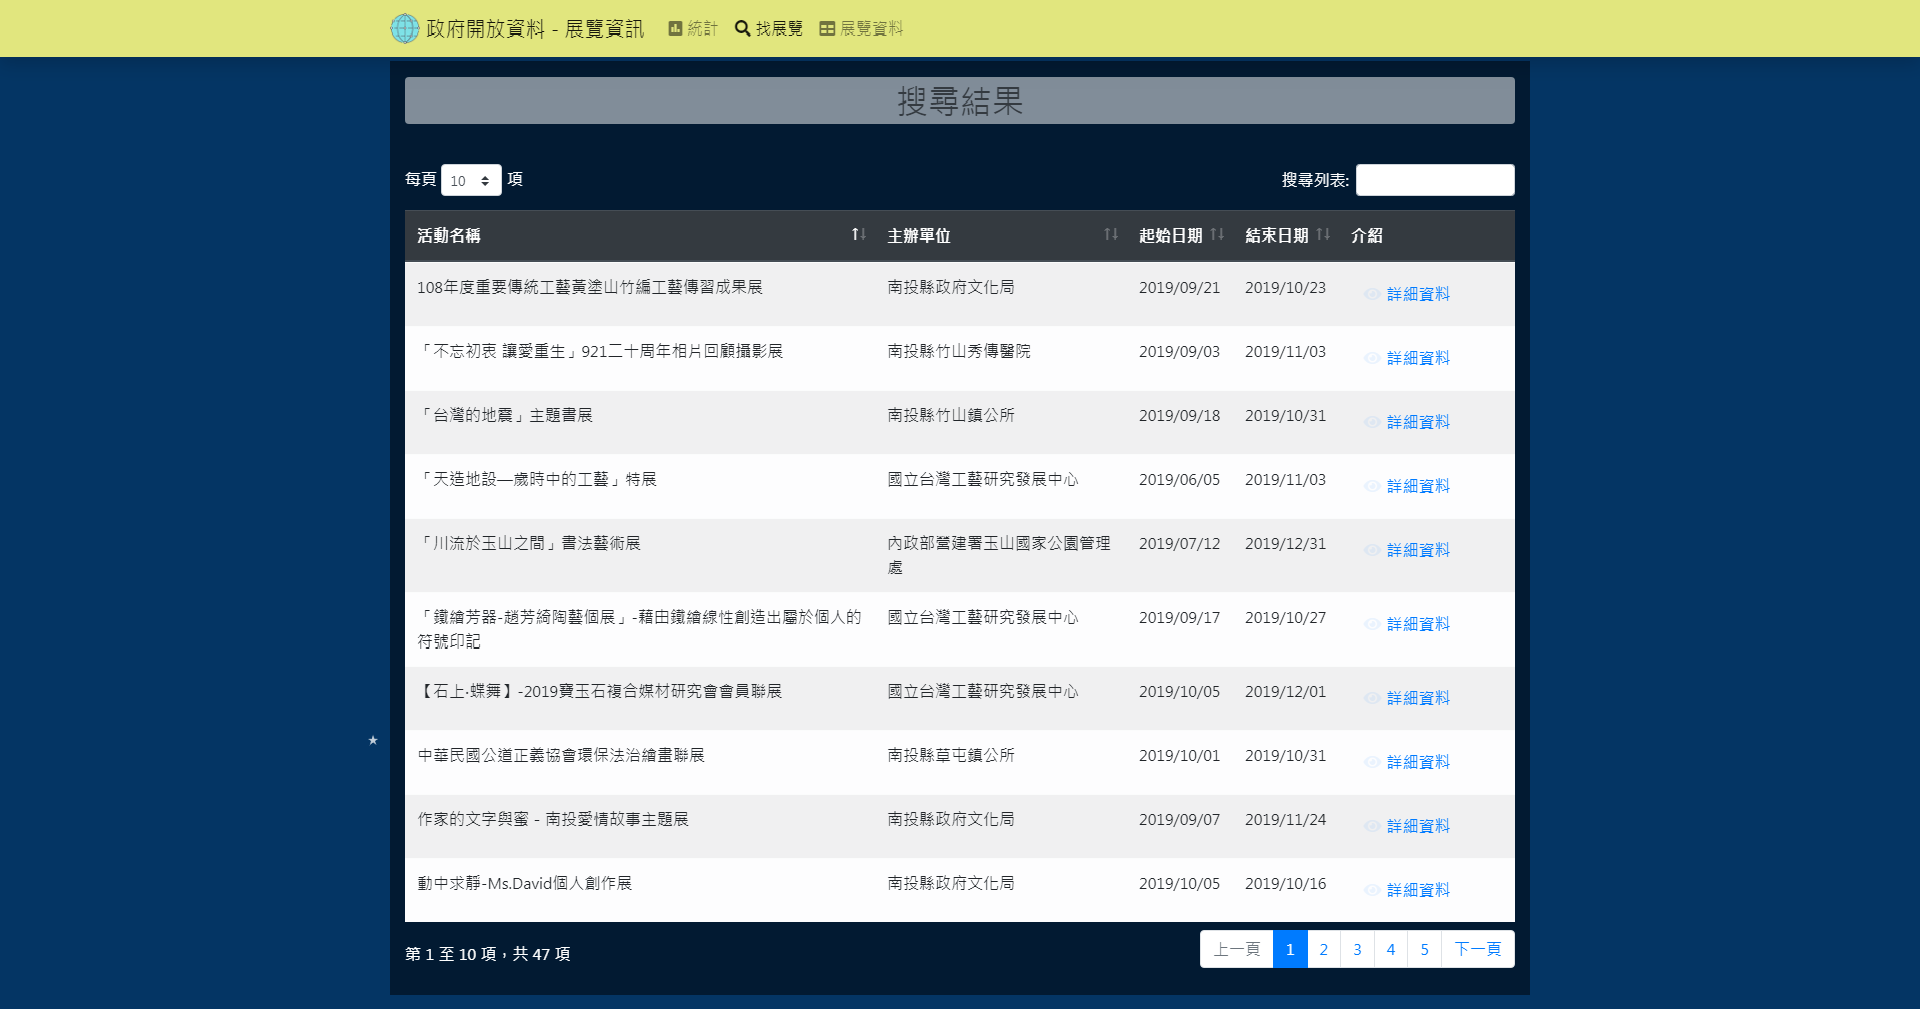 政府開放資料 - 展覽資訊 統計 找展覽 展覽資料
搜尋結果
每頁 10 項 搜尋列表:
活動名稱 主辦單位 起始日期 結束日期 介紹
108年度重要傳統工藝黃塗山竹編工藝傳習成果展 南投縣政府文化局 2019/09/21 2019/10/23 詳細資料
「不忘初衷 讓愛重生」921二十周年相片回顧攝影展 南投縣竹山秀傳醫院 2019/09/03 2019/11/03 詳細資料
「台灣的地震」主題書展 南投縣竹山鎮公所 2019/09/18 2019/10/31 詳細資料
「天造地設—歲時中的工藝」特展 國立台灣工藝研究發展中心 2019/06/05 2019/11/03 詳細資料
「川流於玉山之間」書法藝術展 內政部營建署玉山國家公園管理 2019/07/12 2019/12/31 詳細資料
處
「鐵繪芳器-趙芳綺陶藝個展」-藉由鐵繪線性創造出屬於個人的 國立台灣工藝研究發展中心 2019/09/17 2019/10/27 詳細資料
符號印記
【石上·蝶舞】-2019寶玉石複合媒材研究會會員聯展 國立台灣工藝研究發展中心 2019/10/05 2019/12/01 詳細資料
中華民國公道正義協會環保法治繪畫聯展 南投縣草屯鎮公所 2019/10/01 2019/10/31 詳細資料
作家的文字與蜜 - 南投愛情故事主題展 南投縣政府文化局 2019/09/07 2019/11/24 詳細資料
動中求靜-Ms.David個人創作展 南投縣政府文化局 2019/10/05 2019/10/16 詳細資料
第 1 至 10 項，共 47 項 上一頁 1 2 3 4 5 下一頁